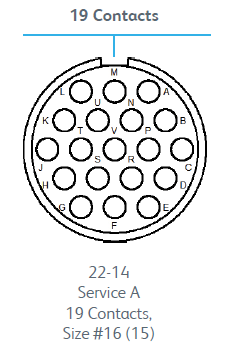 19 Contacts
M
L A
U N
K B
T V P
S R
J C
H D
G E
F
22-14
Service A
19 Contacts,
Size #16 (15)